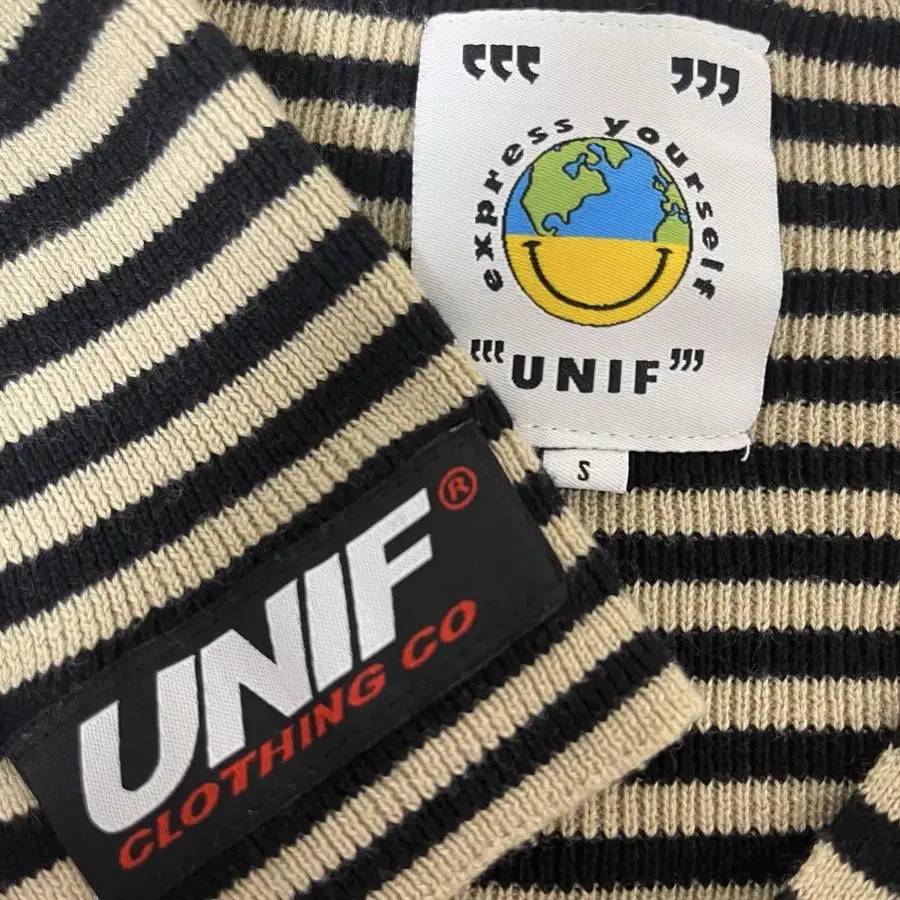 ❛❛❛ ❜❜❜
express yourself
❛❛❛UNIF❜❜❜
S
UNIF®
CLOTHING CO